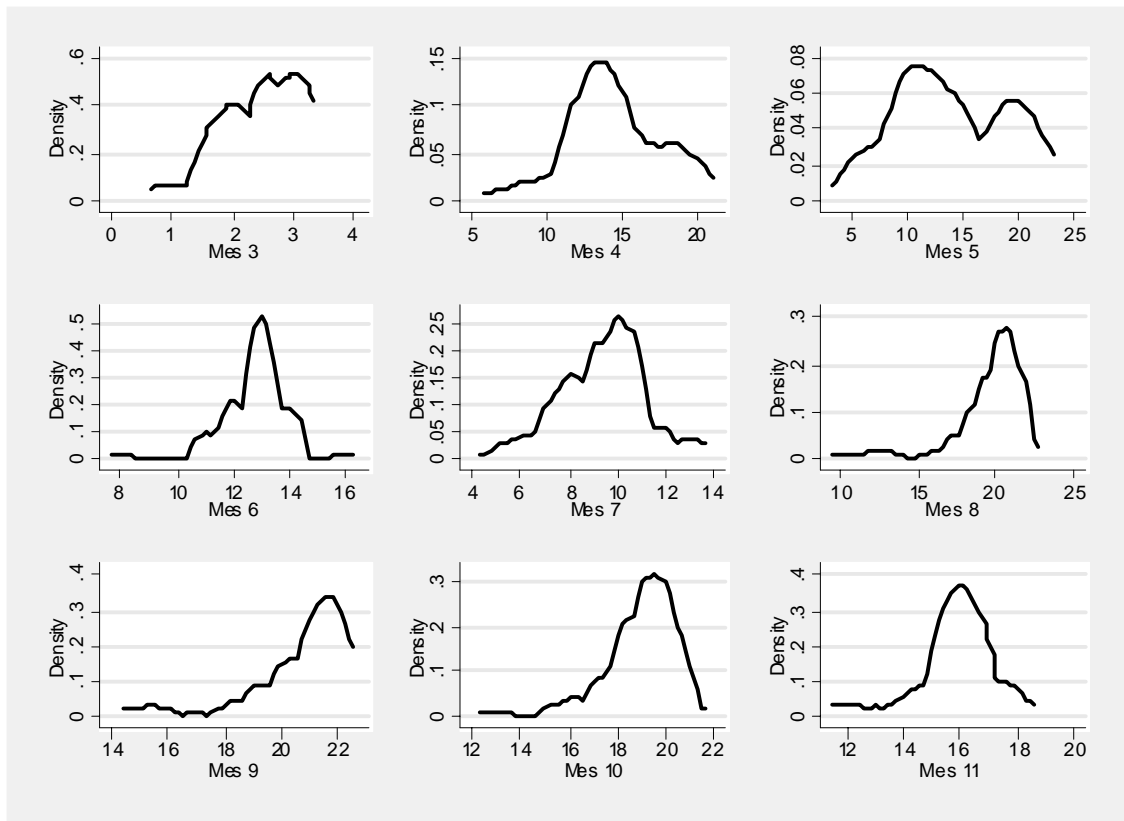 Density
0 .2 .4 .6
0 1 2 3 4
Mes 3
Density
0 .05 .1 .15
5 10 15 20
Mes 4
Density
0 .02 .04 .06 .08
5 10 15 20 25
Mes 5
Density
0 .1 .2 .3 .4 .5
8 10 12 14 16
Mes 6
Density
0 .05 .1 .15 .2 .25
4 6 8 10 12 14
Mes 7
Density
0 .1 .2 .3
10 15 20 25
Mes 8
Density
0 .1 .2 .3 .4
14 16 18 20 22
Mes 9
Density
0 .1 .2 .3
12 14 16 18 20 22
Mes 10
Density
0 .1 .2 .3 .4
12 14 16 18 20
Mes 11